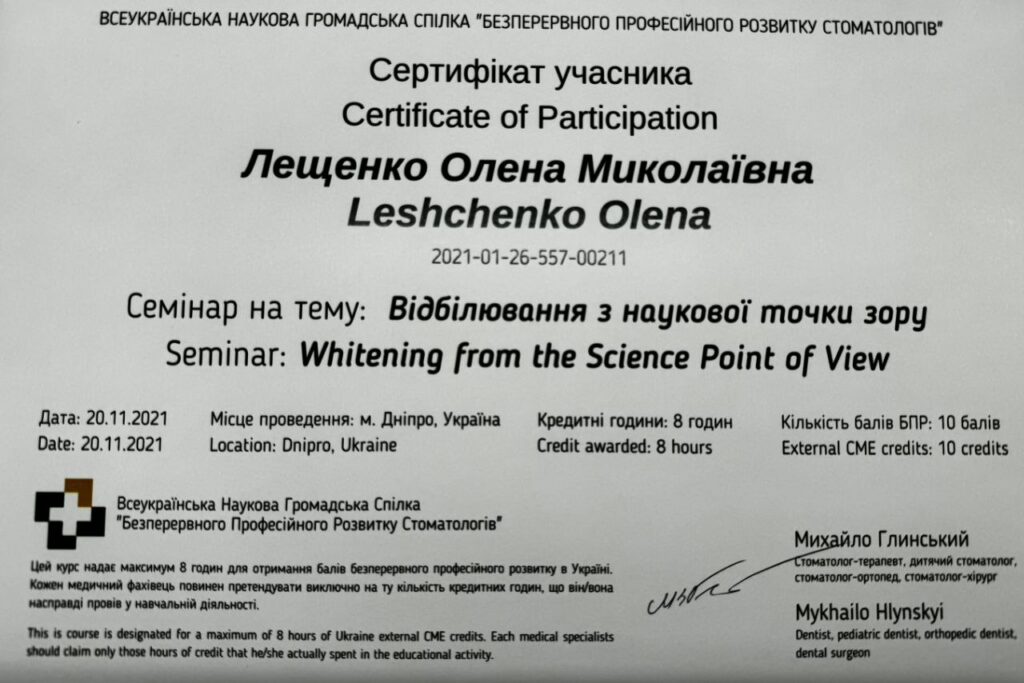 ВСЕУКРАЇНСЬКА НАУКОВА ГРОМАДСЬКА СПІЛКА "БЕЗПЕРЕРВНОГО ПРОФЕСІЙНОГО РОЗВИТКУ СТОМАТОЛОГІВ"
Сертифікат учасника
Certificate of Participation
Лещенко Олена Миколаївна
Leshchenko Olena
2021-01-26-557-00211
Семінар на тему: Відбілювання з наукової точки зору
Seminar: Whitening from the Science Point of View
Дата: 20.11.2021
Date: 20.11.2021
Місце проведення: м. Дніпро, Україна
Location: Dnipro, Ukraine
Кредитні години: 8 годин
Credit awarded: 8 hours
Кількість балів БПР: 10 балів
External CME credits: 10 credits
Всеукраїнська Наукова Громадська Спілка
"Безперервного Професійного Розвитку Стоматологів"
Цей курс надає максимум 8 годин для отримання балів безперервного професійного розвитку в Україні.
Кожен медичний фахівець повинен претендувати виключно на ту кількість кредитних годин, що він/вона
насправді провів у навчальній діяльності.
This is course is designated for a maximum of 8 hours of Ukraine external CME credits. Each medical specialists
should claim only those hours of credit that he/she actually spent in the educational activity.
Михайло Глинський
Стоматолог-терапевт, дитячий стоматолог,
стоматолог-ортопед, стоматолог-хірург
Mykhailo Hlynskyi
Dentist, pediatric dentist, orthopedic dentist,
dental surgeon